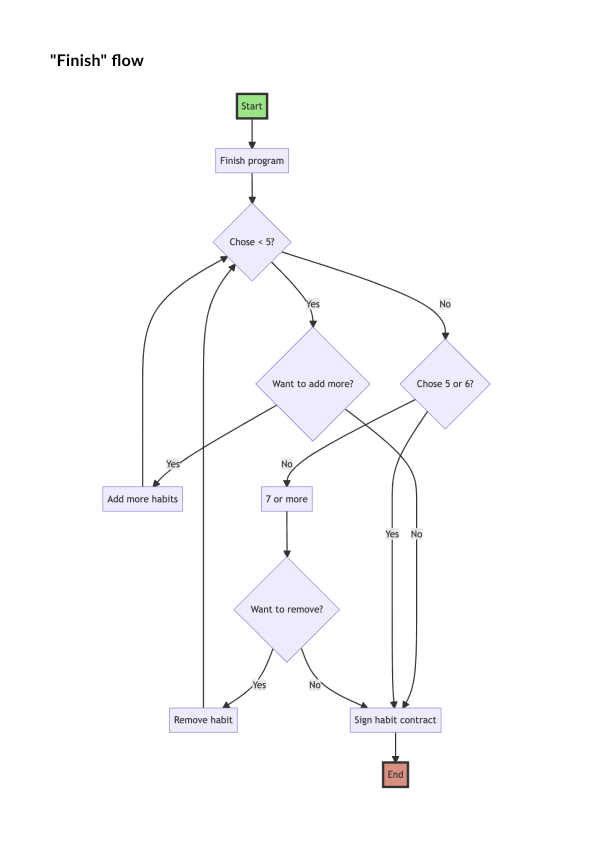 "Finish" flow
Start
Finish program
Chose < 5?
Yes
No
Want to add more?
Chose 5 or 6?
Yes
No
Add more habits
7 or more
Yes
No
Want to remove?
Yes
No
Remove habit
Sign habit contract
End